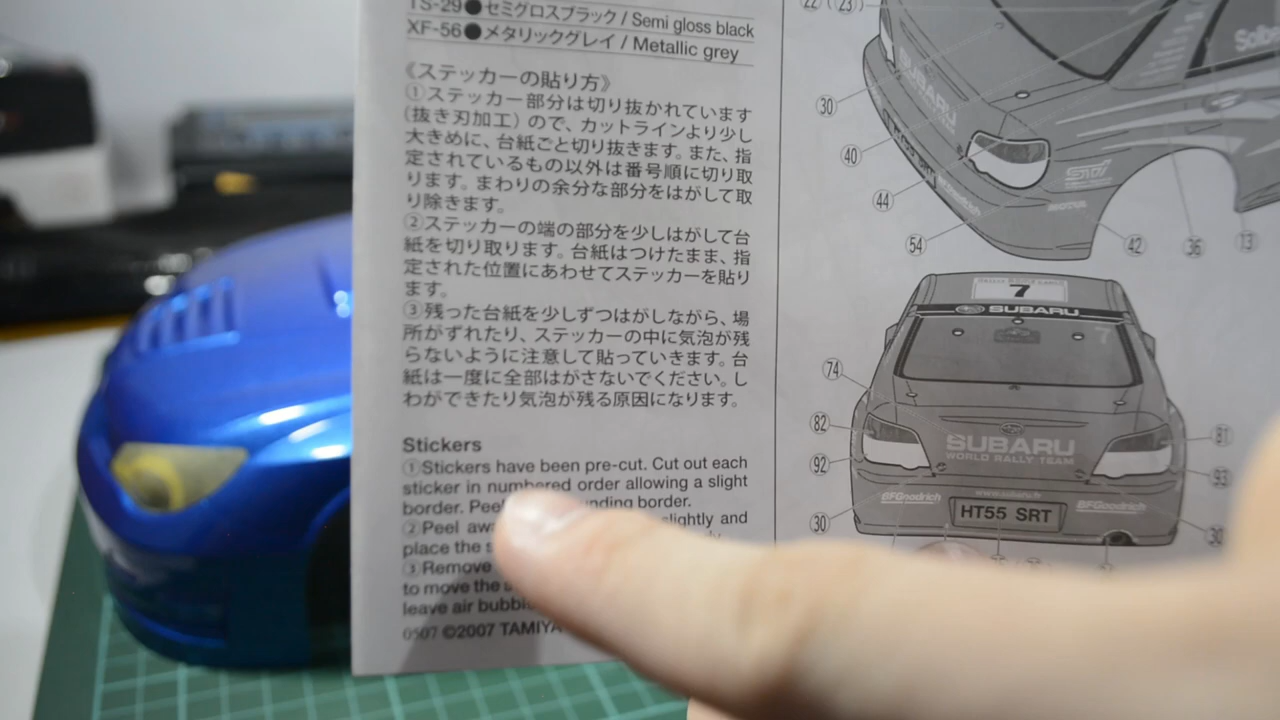 TS-29●セミグロスブラック / Semi gloss black
XF-56●メタリックグレイ / Metallic grey
《ステッカーの貼り方》
①ステッカー部分は切り抜かれています
(抜き刃加工) ので、カットラインより少し
大きめに、台紙ごと切り抜きます。また、指
定されているもの以外は番号順に切り取
ります。まわりの余分な部分をはがして取
り除きます。
②ステッカーの端の部分を少しはがして台
紙を切り取ります。台紙はつけたまま、指
定された位置にあわせてステッカーを貼り
ます。
③残った台紙を少しずつはがしながら、場
所がずれたり、ステッカーの中に気泡が残
らないように注意して貼っていきます。台
紙は一度に全部はがさないでください。し
わができたり気泡が残る原因になります。
Stickers
①Stickers have been pre-cut. Cut out each
sticker in numbered order allowing a slight
border.
②Peel slightly and
place the
③Remove
to move the
leave air
0507 ©2007 TAMIYA
22 (23)
30
40
44
54
SUBARU
STI
42
36
13
7
SUBARU
7
74
82
92
30
SUBARU
WORLD RALLY TEAM
81
93
30
BFGoodrich
www.subaru.fr
BFGoodrich
HT55 SRT